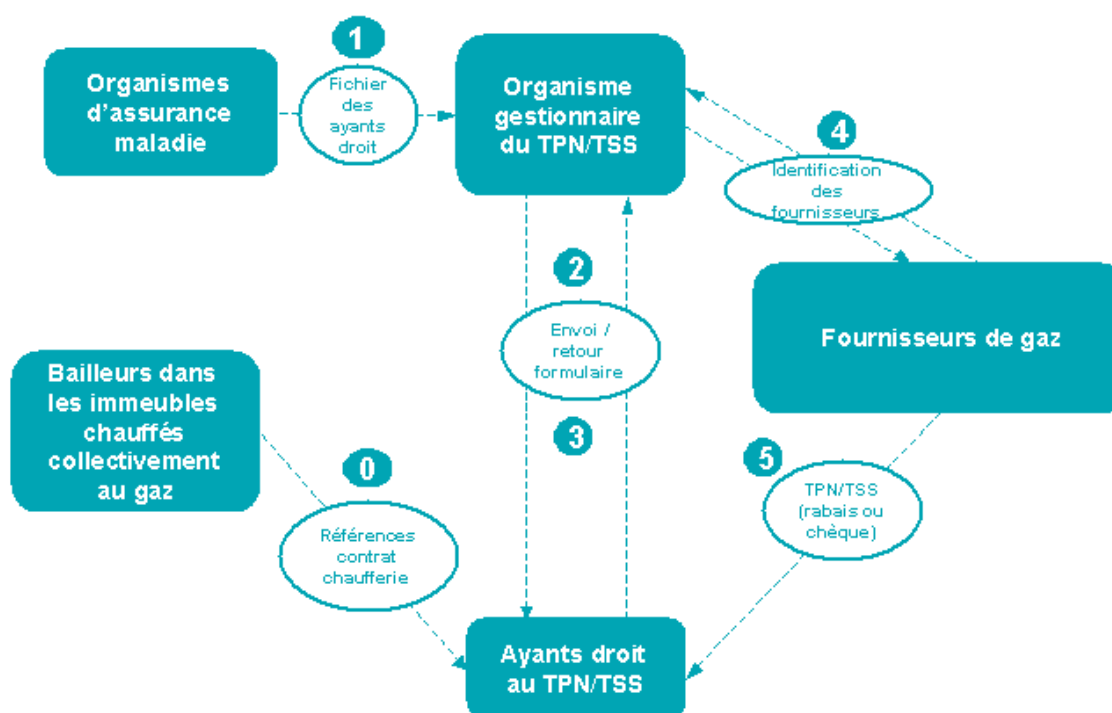 1
Organismes
d'assurance
maladie
Fichier
des
ayants
droit
Organisme
gestionnaire
du TPN/TSS
4
Identification
des
fournisseurs
2
Envoi /
retour
formulaire
3
Fournisseurs de gaz
Bailleurs dans
les immeubles
chauffés
collectivement
au gaz
0
Références
contrat
chaufferie
5
TPN/TSS
(rabais ou
chèque)
Ayants droit
au TPN/TSS